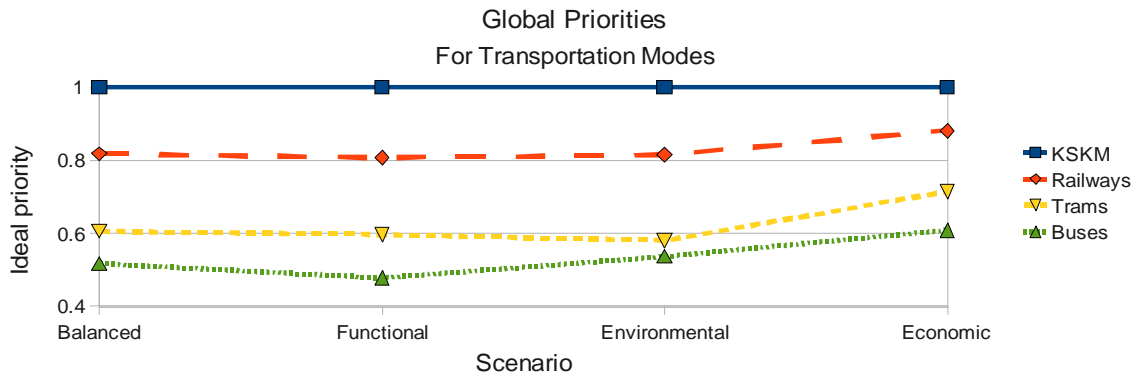 Global Priorities
For Transportation Modes
Ideal priority
1
0.8
0.6
0.4
Balanced
Functional
Environmental
Economic
Scenario
KSKM
Railways
Trams
Buses